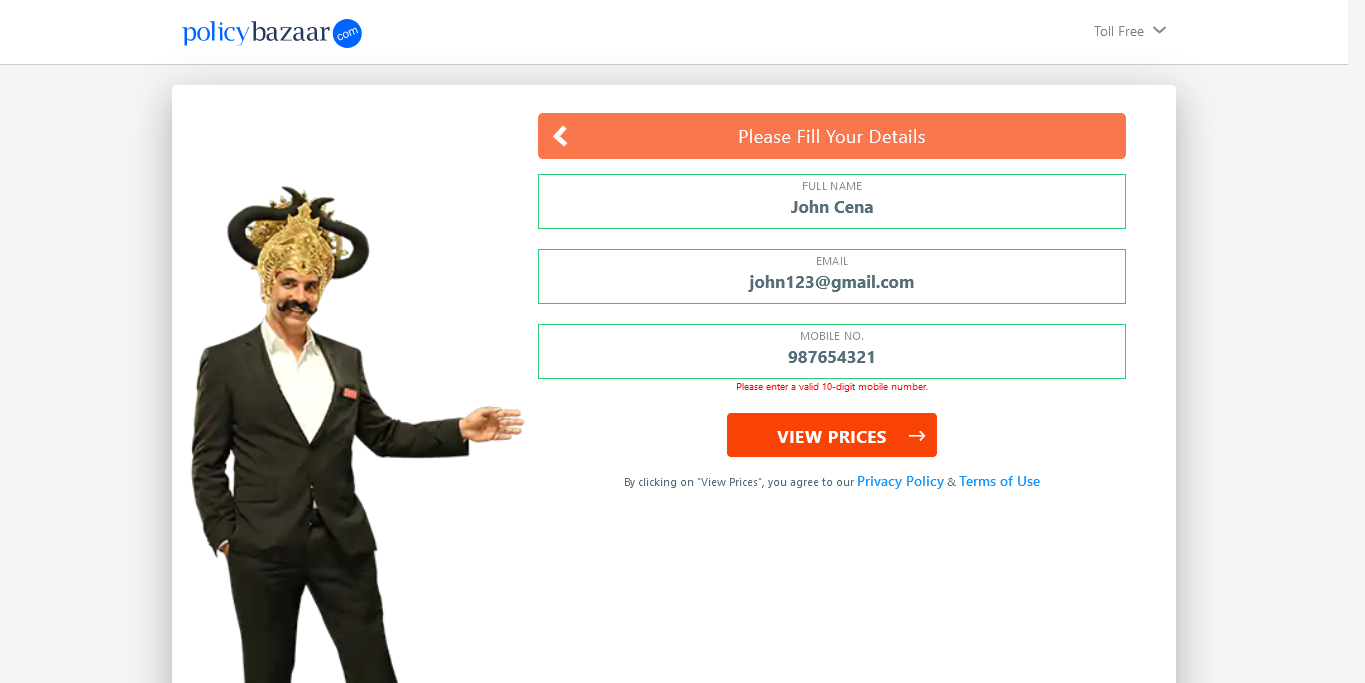 policybazaar com
Toll Free
Please Fill Your Details
FULL NAME
John Cena
EMAIL
john123@gmail.com
MOBILE NO.
987654321
Please enter a valid 10-digit mobile number.
VIEW PRICES
By clicking on "View Prices", you agree to our Privacy Policy & Terms of Use